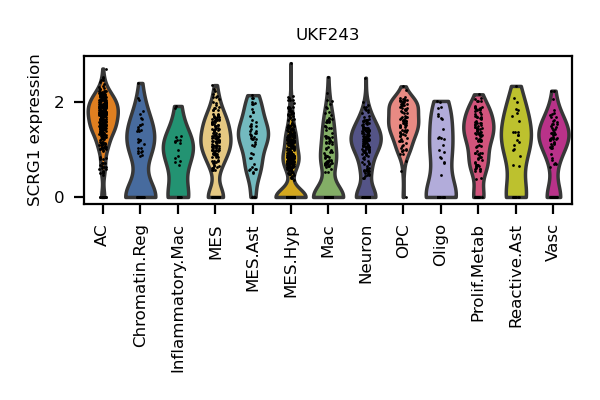 UKF243
SCRG1 expression
2
0
AC
Chromatin.Reg
Inflammatory.Mac
MES
MES.Ast
MES.Hyp
Mac
Neuron
OPC
Oligo
Prolif.Metab
Reactive.Ast
Vasc